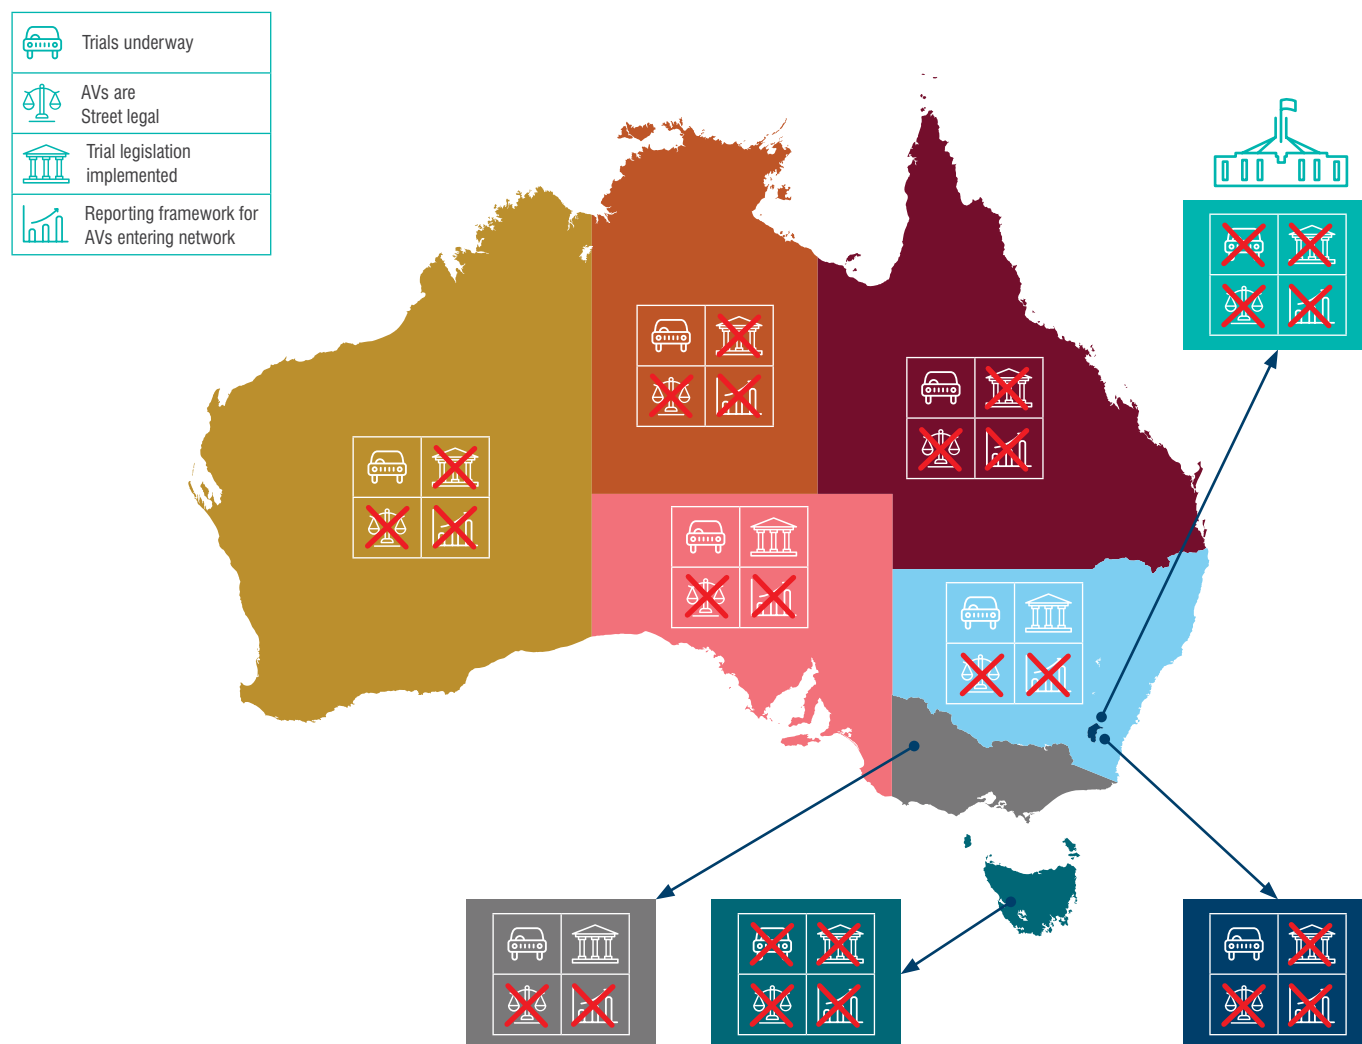 Trials underway
AVs are
Street legal
Trial legislation
implemented
Reporting framework for
AVs entering network